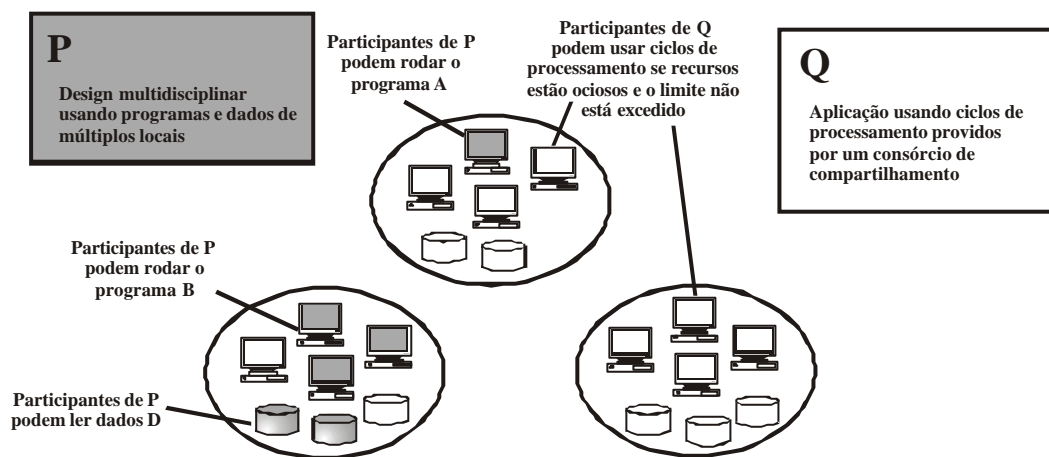 P
Design multidisciplinar
usando programas e dados de
múltiplos locais
Participantes de P
podem rodar o
programa A
Participantes de Q
podem usar ciclos de
processamento se recursos
estão ociosos e o limite não
está excedido
Q
Aplicação usando ciclos de
processamento providos
por um consórcio de
compartilhamento
Participantes de P
podem rodar o
programa B
Participantes de P
podem ler dados D